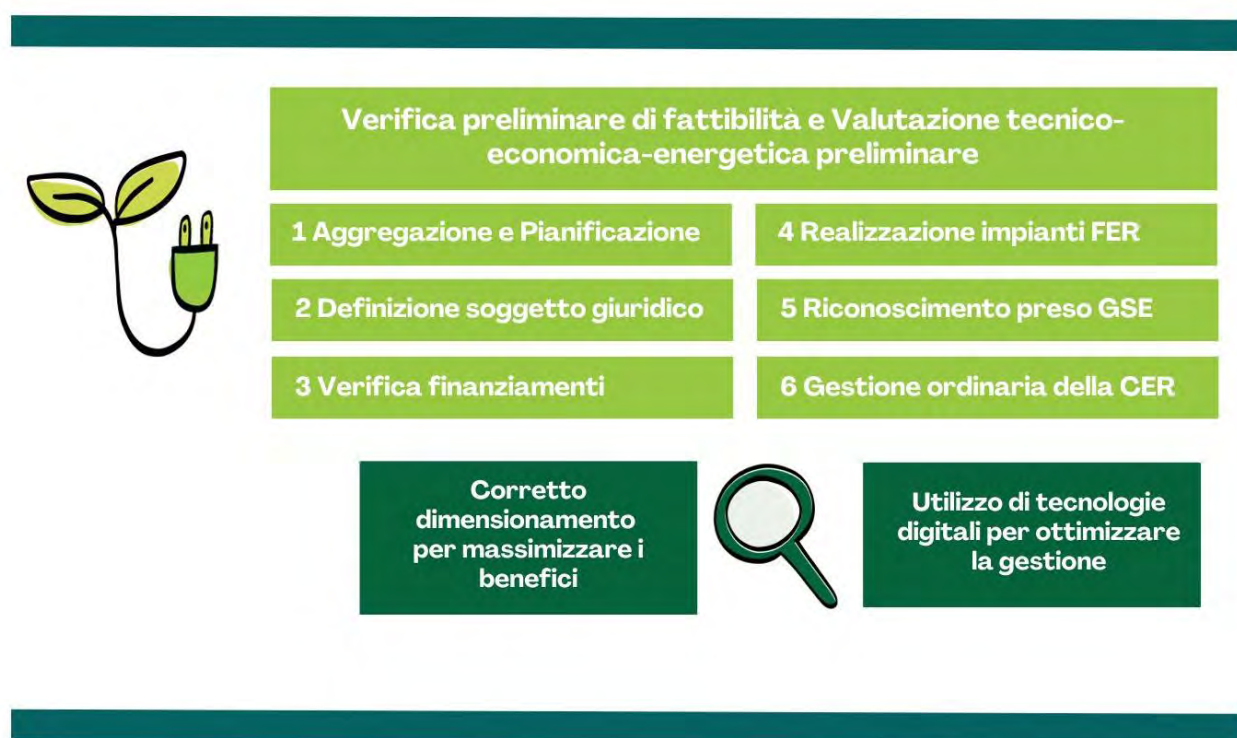 Verifica preliminare di fattibilità e Valutazione tecnico-
economica-energetica preliminare
1 Aggregazione e Pianificazione
2 Definizione soggetto giuridico
3 Verifica finanziamenti
4 Realizzazione impianti FER
5 Riconoscimento preso GSE
6 Gestione ordinaria della CER
Corretto
dimensionamento
per massimizzare i
benefici
Utilizzo di tecnologie
digitali per ottimizzare
la gestione